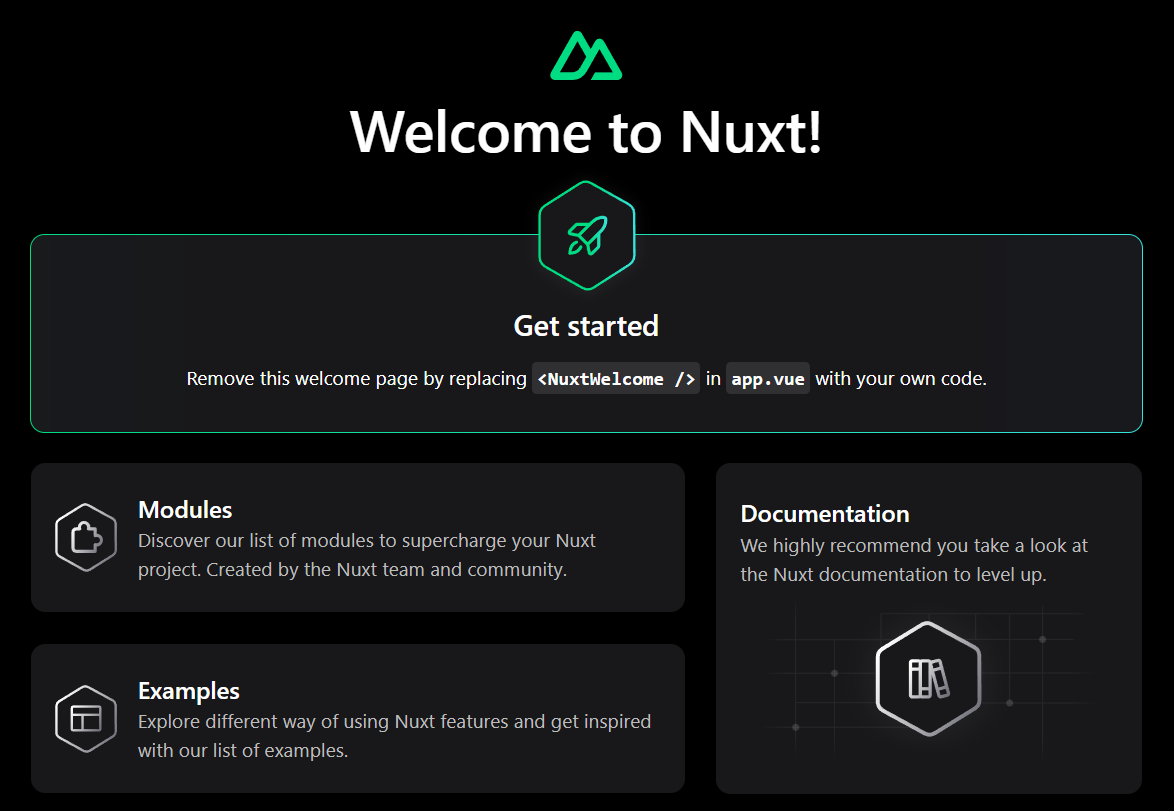 Welcome to Nuxt!
Get started
Remove this welcome page by replacing <NuxtWelcome /> in app.vue with your own code.
Modules
Discover our list of modules to supercharge your Nuxt
project. Created by the Nuxt team and community.
Examples
Explore different way of using Nuxt features and get inspired
with our list of examples.
Documentation
We highly recommend you take a look at
the Nuxt documentation to level up.